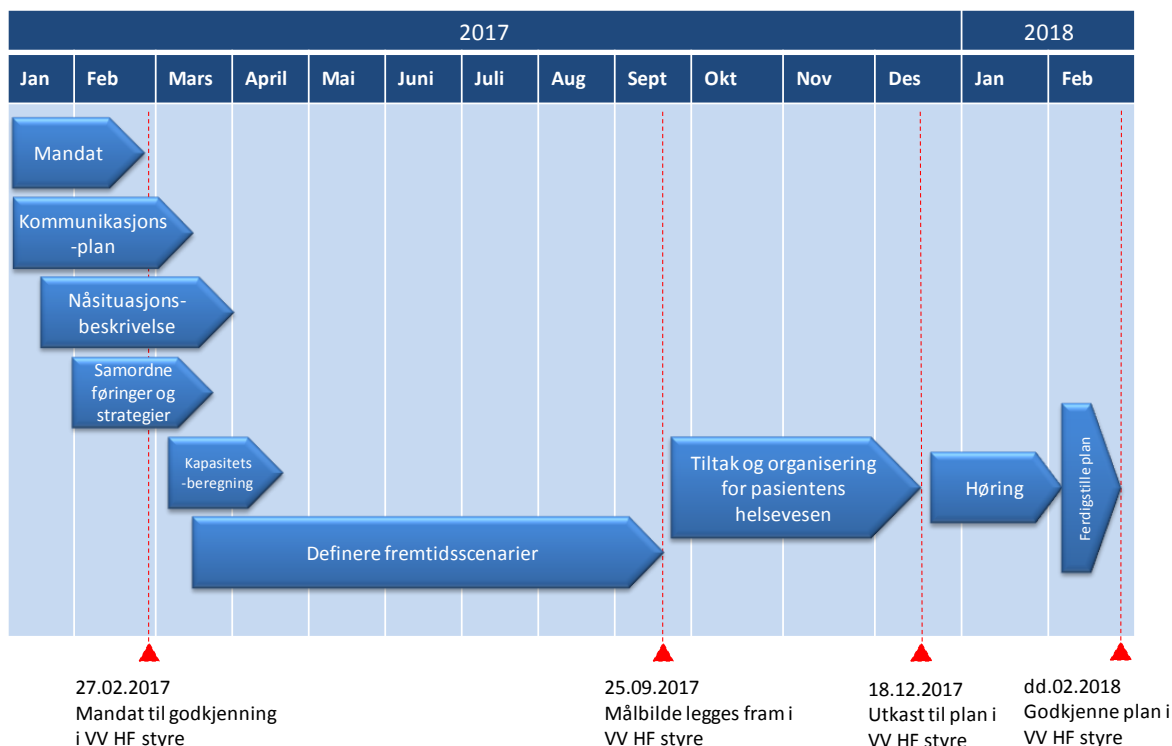 2017
2018
Jan
Feb
Mars
April
Mai
Juni
Juli
Aug
Sept
Okt
Nov
Des
Jan
Feb
Mandat
Kommunikasjons
-plan
Nåsituasjons-
beskrivelse
Samordne
føringer og
strategier
Kapasitets
-beregning
Definere fremtidsscenarier
Tiltak og organisering
for pasientens
helsevesen
Høring
Ferdigstille plan
27.02.2017
Mandat til godkjenning
i VV HF styre
25.09.2017
Målbilde legges fram i
VV HF styre
18.12.2017
Utkast til plan i
VV HF styre
dd.02.2018
Godkjenne plan i
VV HF styre